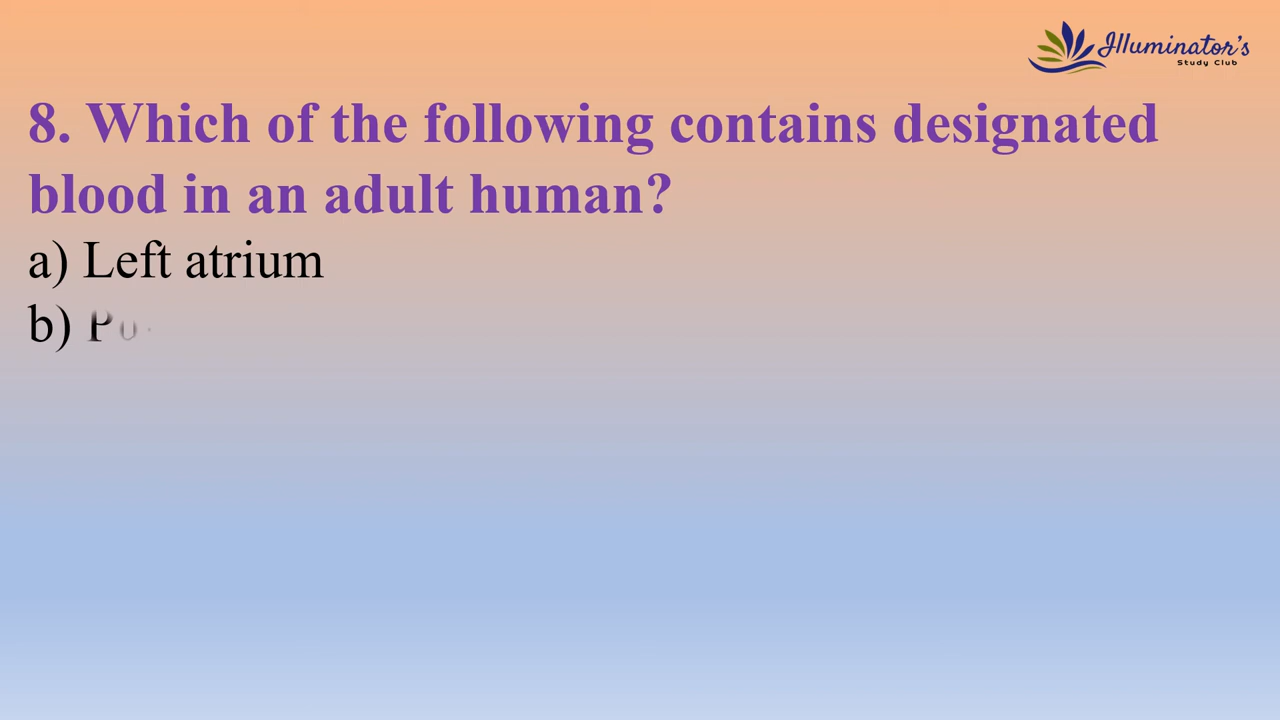 Illuminator's
Study Club
8. Which of the following contains designated
blood in an adult human?
a) Left atrium
b)